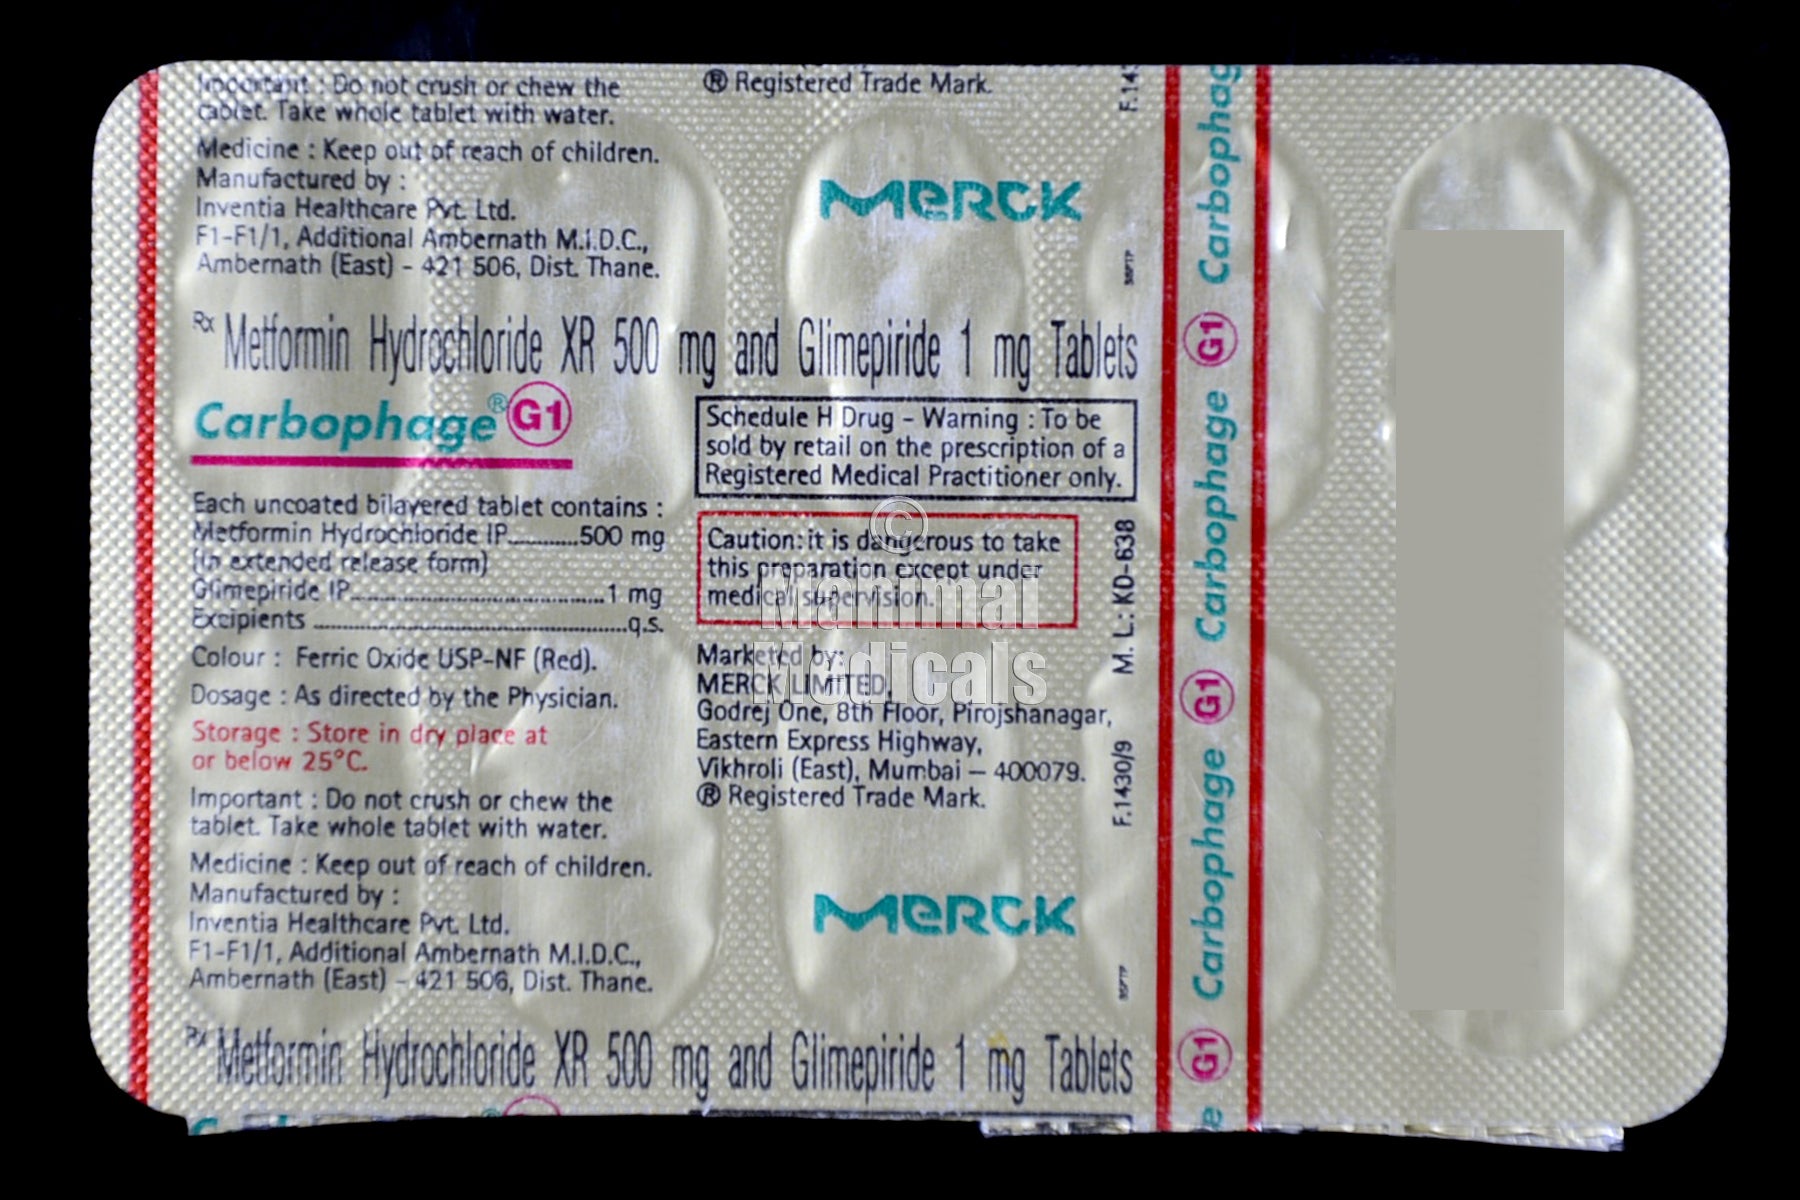 Important : Do not crush or chew the
tablet. Take whole tablet with water.
Medicine : Keep out of reach of children.
Manufactured by :
Inventia Healthcare Pvt. Ltd.
F1-F1/1, Additional Ambernath M.I.D.C.,
Ambernath (East) - 421 506, Dist. Thane.
® Registered Trade Mark.
MERCK
Rx Metformin Hydrochloride XR 500 mg and Glimepiride 1 mg Tablets
Carbophage® G1
Each uncoated bilayered tablet contains :
Metformin Hydrochloride IP............500 mg
(In extended release form)
Glimepiride IP......................................1 mg
Excipients ..............................................q.s.
Colour : Ferric Oxide USP-NF (Red).
Dosage : As directed by the Physician.
Storage : Store in dry place at
or below 25°C.
Important : Do not crush or chew the
tablet. Take whole tablet with water.
Medicine : Keep out of reach of children.
Manufactured by :
Inventia Healthcare Pvt. Ltd.
F1-F1/1, Additional Ambernath M.I.D.C.,
Ambernath (East) - 421 506, Dist. Thane.
Schedule H Drug - Warning : To be
sold by retail on the prescription of a
Registered Medical Practitioner only.
Caution: it is dangerous to take
this preparation except under
medical supervision.
©
Mahimai
Medicals
Marketed by:
MERCK LIMITED,
Godrej One, 8th Floor, Pirojshanagar,
Eastern Express Highway,
Vikhroli (East), Mumbai – 400079.
® Registered Trade Mark.
MERCK
Rx Metformin Hydrochloride XR 500 mg and Glimepiride 1 mg Tablets
F.143
M. L.: KD-638
F.1430/9
Carbophage G1 Carbophage G1 Carbophage G1 Carbophag